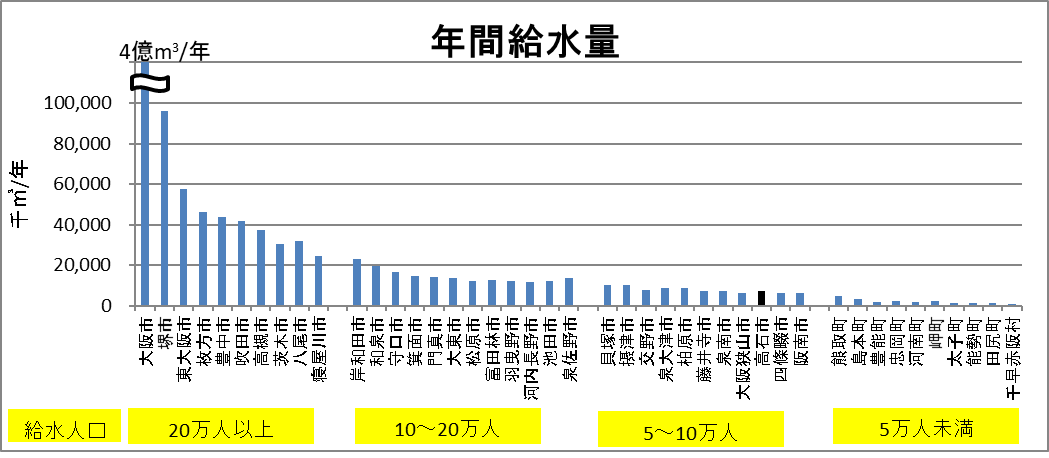 年間給水量
4億m³/年
千㎥/年
100,000
80,000
60,000
40,000
20,000
0
大阪市
堺市
東大阪市
枚方市
豊中市
吹田市
高槻市
茨木市
八尾市
寝屋川市
岸和田市
和泉市
守口市
箕面市
門真市
大東市
松原市
富田林市
羽曳野市
河内長野市
池田市
泉佐野市
貝塚市
摂津市
交野市
泉大津市
柏原市
藤井寺市
泉南市
大阪狭山市
高石市
四條畷市
阪南市
熊取町
島本町
豊能町
忠岡町
河南町
岬町
太子町
能勢町
田尻町
千早赤阪村
給水人口
20万人以上
10～20万人
5～10万人
5万人未満